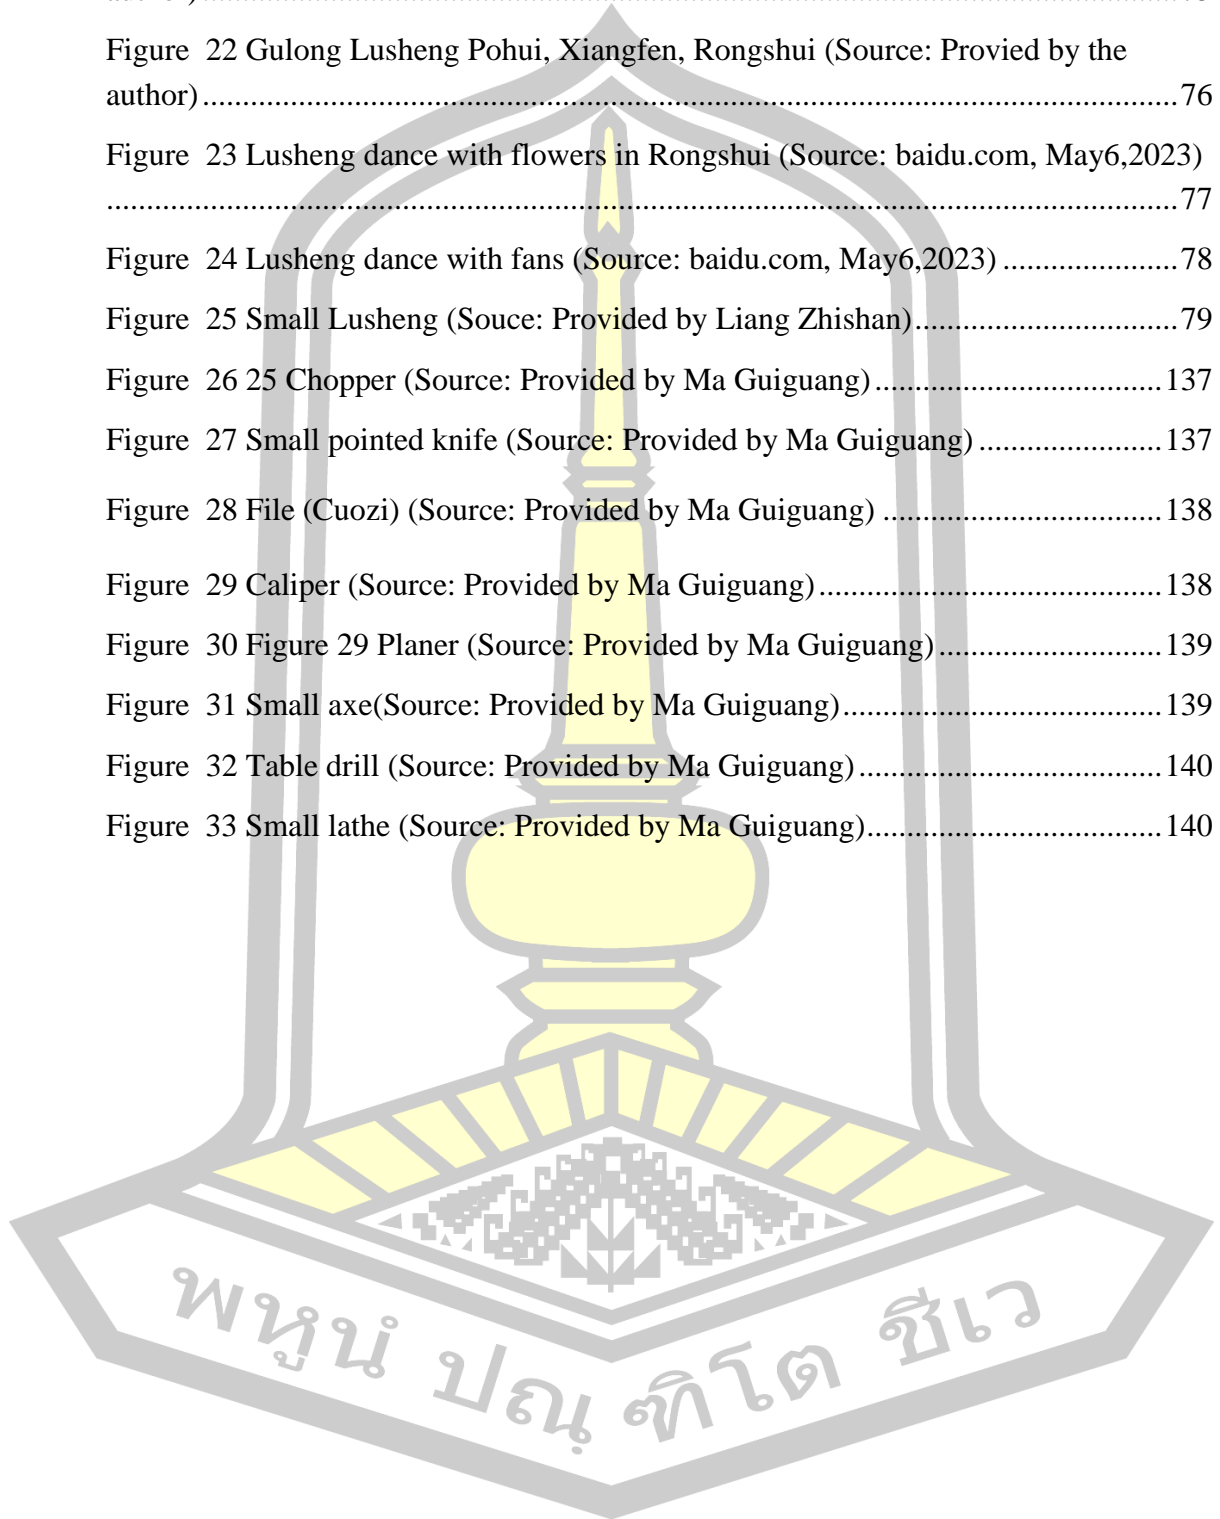 Figure 22 Gulong Lusheng Pohui, Xiangfen, Rongshui (Source: Provied by the
author)........................................................................................................................76
Figure 23 Lusheng dance with flowers in Rongshui (Source: baidu.com, May6,2023)
....................................................................................................................................77
Figure 24 Lusheng dance with fans (Source: baidu.com, May6,2023) ......................78
Figure 25 Small Lusheng (Souce: Provided by Liang Zhishan).................................79
Figure 26 25 Chopper (Source: Provided by Ma Guiguang)....................................137
Figure 27 Small pointed knife (Source: Provided by Ma Guiguang) .......................137
Figure 28 File (Cuozi) (Source: Provided by Ma Guiguang) ...................................138
Figure 29 Caliper (Source: Provided by Ma Guiguang)...........................................138
Figure 30 Figure 29 Planer (Source: Provided by Ma Guiguang)............................139
Figure 31 Small axe(Source: Provided by Ma Guiguang)........................................139
Figure 32 Table drill (Source: Provided by Ma Guiguang)......................................140
Figure 33 Small lathe (Source: Provided by Ma Guiguang).....................................140
พหูนํ ปณฺฑิโต ชีเว